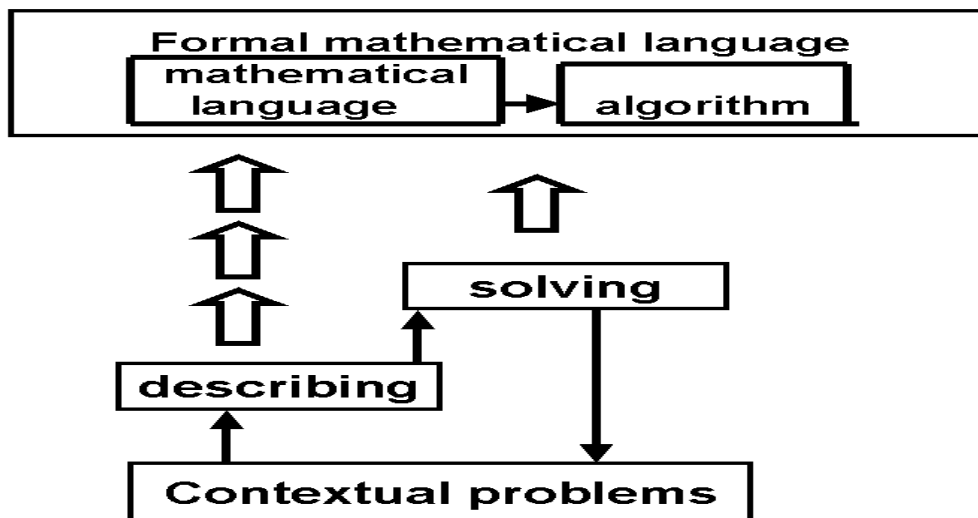 Formal mathematical language
mathematical
language
algorithm
solving
describing
Contextual problems